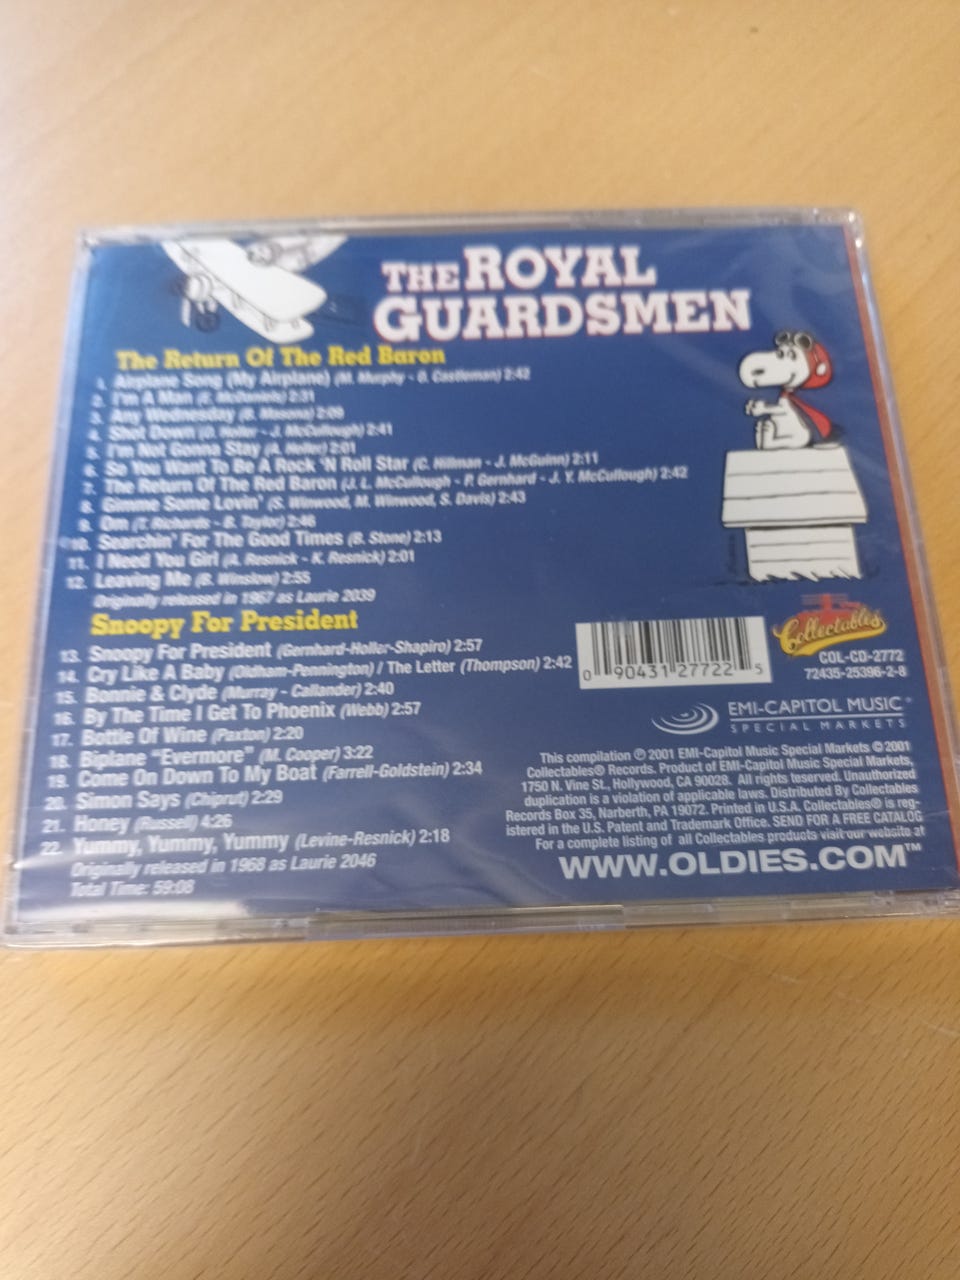 THE ROYAL
GUARDSMEN
The Return Of The Red Baron
1. Airplane Song (My Airplane) (M. Murphy - O. Castleman) 2:42
2. I'm A Man (E. McDaniels) 2:31
3. Any Wednesday (B. Masena) 2:09
4. Shot Down (D. Holler - J. McCullough) 2:41
5. I'm Not Gonna Stay (A. Heller) 2:01
6. So You Want To Be A Rock 'N Roll Star (C. Hillman - J. McGuinn) 2:11
7. The Return Of The Red Baron (J. L. McCullough - P. Gernhard - J. Y. McCullough) 2:42
8. Gimme Some Lovin' (S. Winwood, M. Winwood, S. Davis) 2:43
9. Om (T. Richards - B. Taylor) 2:46
10. Searchin' For The Good Times (B. Stone) 2:13
11. I Need You Girl (A. Resnick - K. Resnick) 2:01
12. Leaving Me (B. Winslow) 2:55
Originally released in 1967 as Laurie 2039
Snoopy For President
13. Snoopy For President (Gernhard-Holler-Shapiro) 2:57
14. Cry Like A Baby (Oldham-Pennington) / The Letter (Thompson) 2:42
15. Bonnie & Clyde (Murray - Callander) 2:40
16. By The Time I Get To Phoenix (Webb) 2:57
17. Bottle Of Wine (Paxton) 2:20
18. Biplane "Evermore" (M. Cooper) 3:22
19. Come On Down To My Boat (Farrell-Goldstein) 2:34
20. Simon Says (Chiprut) 2:29
21. Honey (Russell) 4:26
22. Yummy, Yummy, Yummy (Levine-Resnick) 2:18
Originally released in 1968 as Laurie 2046
Total Time: 59:08
0 90431 27722 5
Collectables
COL-CD-2772
72435-25396-2-8
EMI-CAPITOL MUSIC
SPECIAL MARKETS
This compilation ℗ 2001 EMI-Capitol Music Special Markets © 2001
Collectables® Records. Product of EMI-Capitol Music Special Markets,
1750 N. Vine St., Hollywood, CA 90028. All rights reserved. Unauthorized
duplication is a violation of applicable laws. Distributed By Collectables
Records Box 35, Narberth, PA 19072. Printed in U.S.A. Collectables® is reg-
istered in the U.S. Patent and Trademark Office. SEND FOR A FREE CATALOG
For a complete listing of all Collectables products visit our website at
WWW.OLDIES.COM™